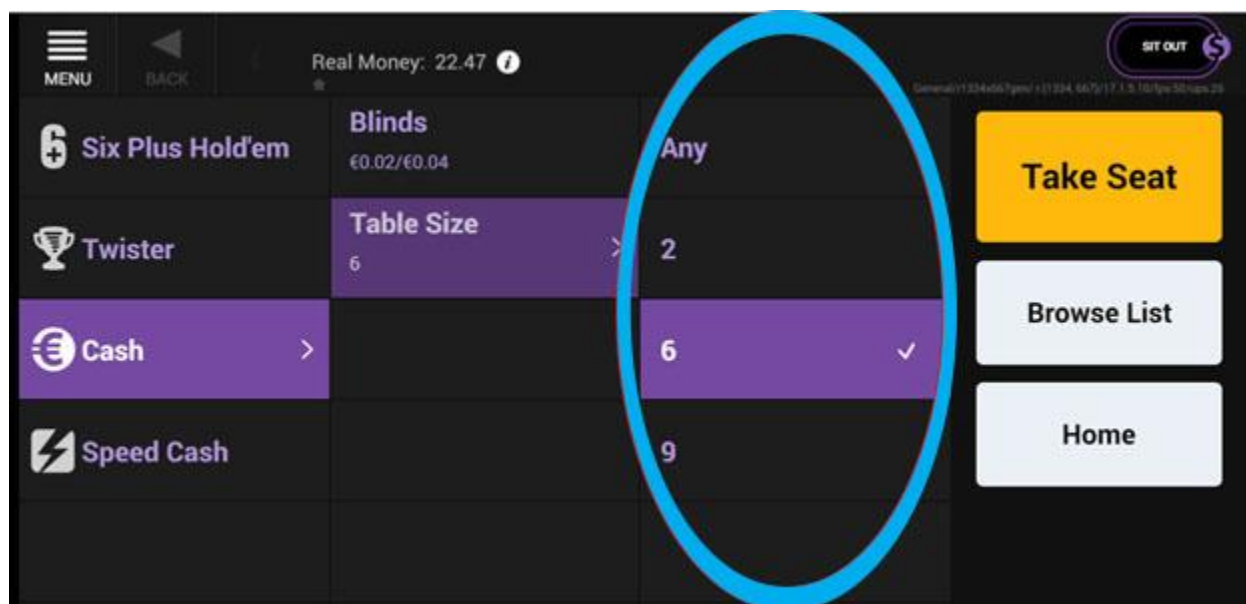 MENU
BACK
Real Money: 22.47 i
SIT OUT
Six Plus Hold'em
Twister
Cash
Speed Cash
Blinds
€0.02/€0.04
Table Size
6
Any
2
6
9
Take Seat
Browse List
Home